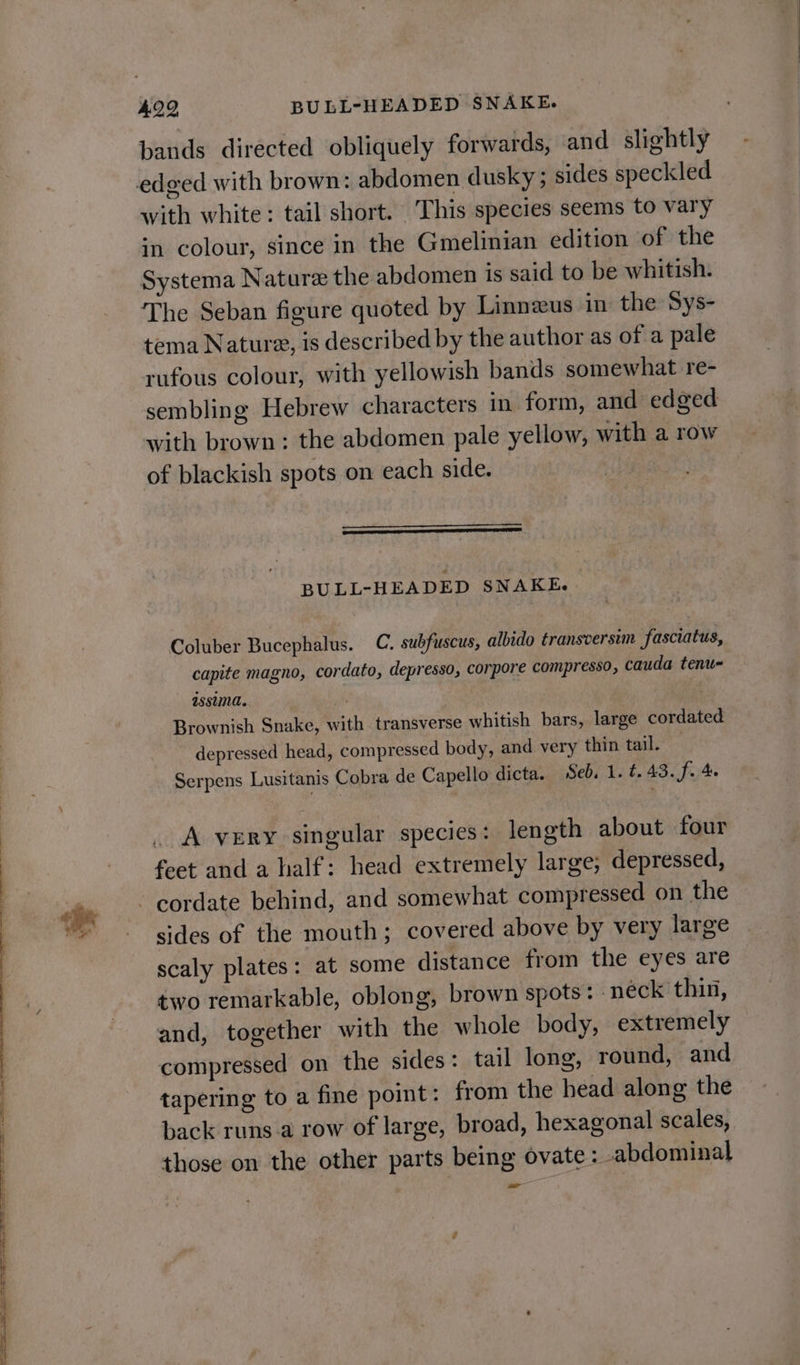 422 BULL-HEADED SNAKE.
bands directed obliquely forwards, and slightly
edged with brown: abdomen dusky; sides speckled
with white: tail short. This species seems to vary
in colour, since in the Gmelinian edition of the
Systema Naturæ the abdomen is said to be whitish.
The Seban figure quoted by Linnæus in the Sys-
tema Naturæ, is described by the author as of a pale
rufous colour, with yellowish bands somewhat re-
sembling Hebrew characters in form, and edged
with brown: the abdomen pale yellow, with a row
of blackish spots on each side.
BULL-HEADED SNAKE.
Coluber Bucephalus. C. subfuscus, albido transversim fasciatus,
capite magno, cordato, depresso, corpore compresso, cauda tenu-
issima.
Brownish Snake, with transverse whitish bars, large cordated
depressed head, compressed body, and very thin tail.
Serpens Lusitanis Cobra de Capello dicta. Seb. 1. t. 43. f. 4.
A VERY singular species: length about four
feet and a half: head extremely large; depressed,
cordate behind, and somewhat compressed on the
sides of the mouth; covered above by very large
scaly plates: at some distance from the eyes are
two remarkable, oblong, brown spots: neck thin,
and, together with the whole body, extremely
compressed on the sides: tail long, round, and
tapering to a fine point: from the head along the
back runs a row of large, broad, hexagonal scales,
those on the other parts being ovate: abdominal